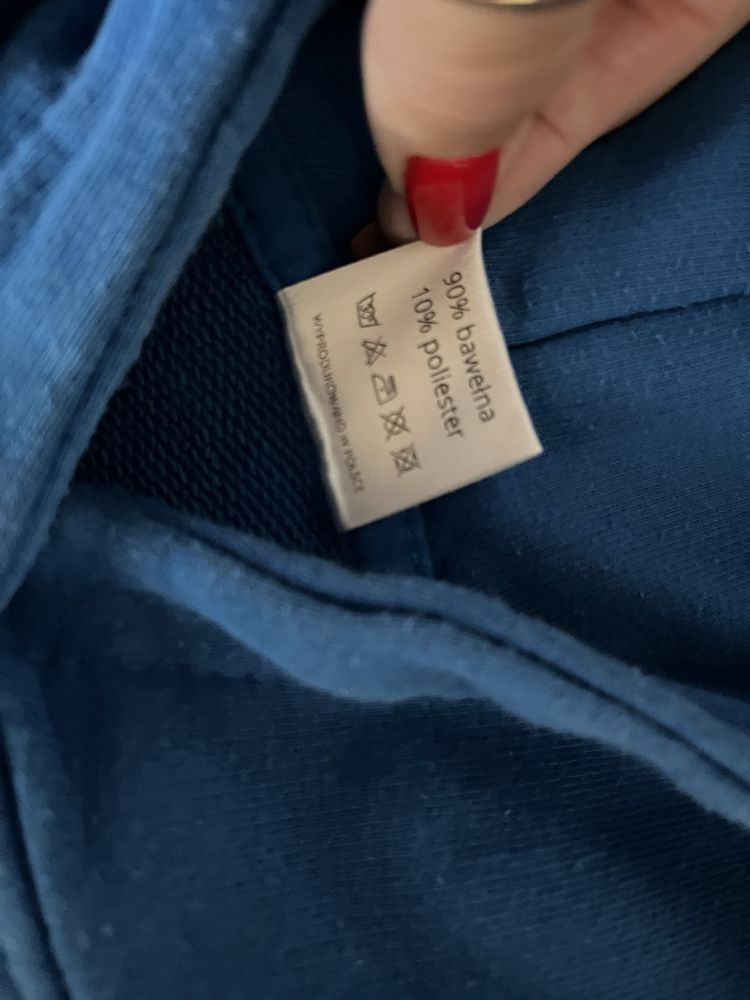 90% bawełna
10% poliester
WYPRODUKOWANO W POLSCE